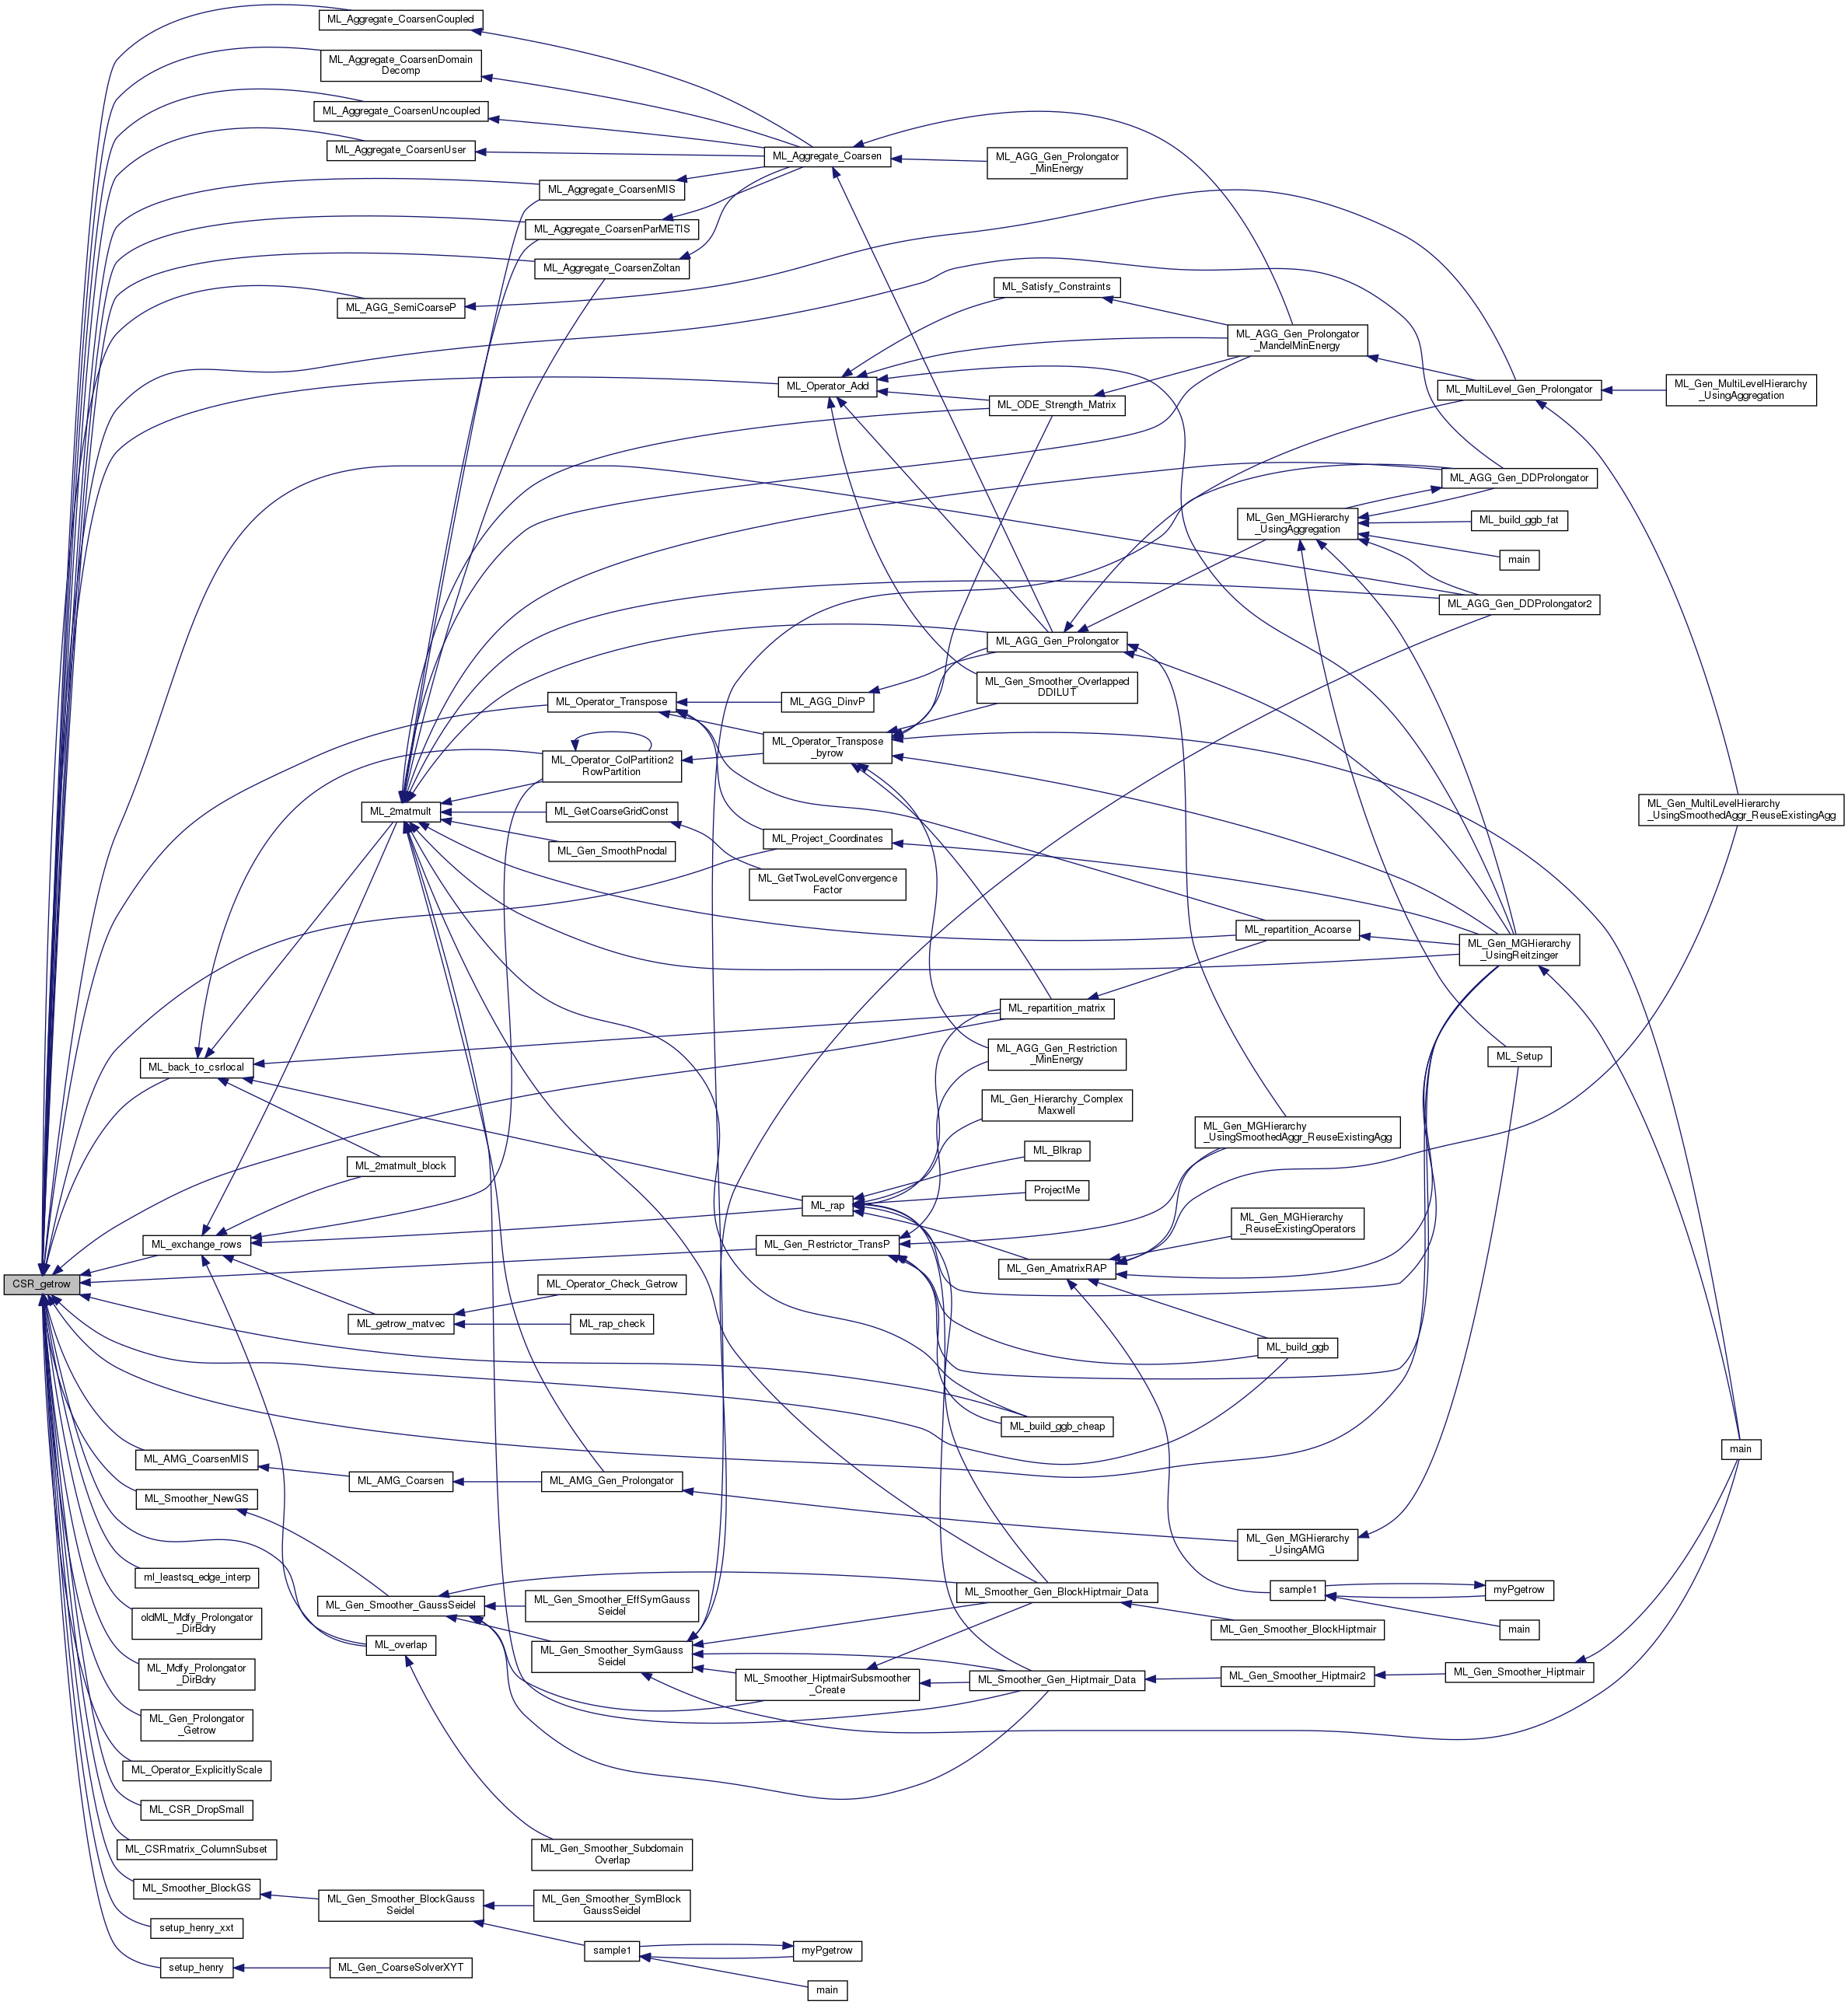 ML_Aggregate_CoarsenCoupled
ML_Aggregate_CoarsenDomain
Decomp
ML_Aggregate_CoarsenUncoupled
ML_Aggregate_CoarsenUser
ML_Aggregate_Coarsen
ML_AGG_Gen_Prolongator
_MinEnergy
ML_Aggregate_CoarsenMIS
ML_Aggregate_CoarsenParMETIS
ML_Aggregate_CoarsenZoltan
ML_AGG_SemiCoarseP
ML_Satisfy_Constraints
ML_AGG_Gen_Prolongator
_MandelMinEnergy
ML_Operator_Add
ML_ODE_Strength_Matrix
ML_MultiLevel_Gen_Prolongator
ML_Gen_MultiLevelHierarchy
_UsingAggregation
ML_AGG_Gen_DDProlongator
ML_Gen_MGHierarchy
_UsingAggregation
ML_build_ggb_fat
main
ML_AGG_Gen_DDProlongator2
ML_AGG_Gen_Prolongator
ML_Gen_Smoother_Overlapped
DDILUT
ML_Operator_Transpose
ML_AGG_DinvP
ML_Operator_Transpose
_byrow
ML_Operator_ColPartition2
RowPartition
ML_2matmult
ML_GetCoarseGridConst
ML_Project_Coordinates
ML_Gen_SmoothPnodal
ML_GetTwoLevelConvergence
Factor
ML_Gen_MultiLevelHierarchy
_UsingSmoothedAggr_ReuseExistingAgg
ML_repartition_Acoarse
ML_Gen_MGHierarchy
_UsingReitzinger
ML_repartition_matrix
ML_AGG_Gen_Restriction
_MinEnergy
ML_Setup
ML_back_to_csrlocal
ML_Gen_Hierarchy_Complex
Maxwell
ML_Gen_MGHierarchy
_UsingSmoothedAggr_ReuseExistingAgg
ML_Blkrap
ML_2matmult_block
ProjectMe
ML_rap
ML_Gen_MGHierarchy
_ReuseExistingOperators
ML_exchange_rows
ML_Gen_Restrictor_TransP
ML_Gen_AmatrixRAP
CSR_getrow
ML_Operator_Check_Getrow
ML_getrow_matvec
ML_rap_check
ML_build_ggb
ML_build_ggb_cheap
main
ML_AMG_CoarsenMIS
ML_AMG_Coarsen
ML_AMG_Gen_Prolongator
ML_Smoother_NewGS
ML_Gen_MGHierarchy
_UsingAMG
ml_leastsq_edge_interp
ML_Smoother_Gen_BlockHiptmair_Data
sample1
myPgetrow
main
ML_Gen_Smoother_GaussSeidel
ML_Gen_Smoother_EffSymGauss
Seidel
oldML_Mdfy_Prolongator
_DirBdry
ML_Gen_Smoother_BlockHiptmair
ML_overlap
ML_Gen_Smoother_SymGauss
Seidel
ML_Mdfy_Prolongator
_DirBdry
ML_Smoother_HiptmairSubsmoother
_Create
ML_Smoother_Gen_Hiptmair_Data
ML_Gen_Smoother_Hiptmair2
ML_Gen_Smoother_Hiptmair
ML_Gen_Prolongator
_Getrow
ML_Operator_ExplicitlyScale
ML_CSR_DropSmall
ML_CSRmatrix_ColumnSubset
ML_Gen_Smoother_Subdomain
Overlap
ML_Smoother_BlockGS
ML_Gen_Smoother_BlockGauss
Seidel
ML_Gen_Smoother_SymBlock
GaussSeidel
setup_henry_xxt
sample1
myPgetrow
setup_henry
ML_Gen_CoarseSolverXYT
main